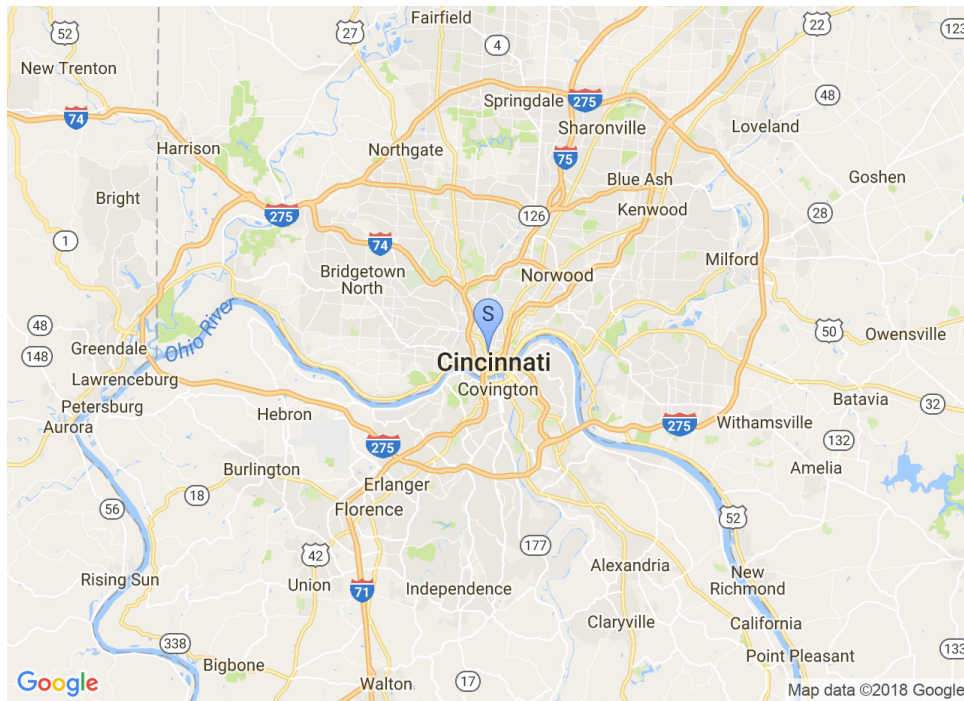 Fairfield
52
27
4
22
123
New Trenton
Springdale
275
48
74
Sharonville
Loveland
Harrison
Northgate
75
Blue Ash
Goshen
Bright
Kenwood
275
126
28
1
74
Norwood
Milford
Bridgetown
North
S
Ohio River
48
50
Owensville
Greendale
148
Cincinnati
Lawrenceburg
Covington
Batavia
32
Petersburg
Hebron
Aurora
275
Withamsville
275
132
Burlington
Amelia
Erlanger
18
Florence
56
52
42
177
Alexandria
Rising Sun
Union
71
Independence
New
Richmond
Claryville
California
338
133
Bigbone
Point Pleasant
Google
Walton
17
Map data ©2018 Google